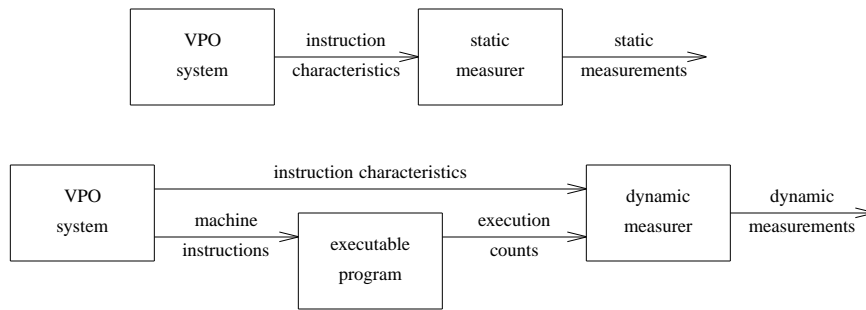 VPO
system
instruction
characteristics
static
measurer
static
measurements
VPO
system
instruction characteristics
machine
instructions
executable
program
execution
counts
dynamic
measurer
dynamic
measurements